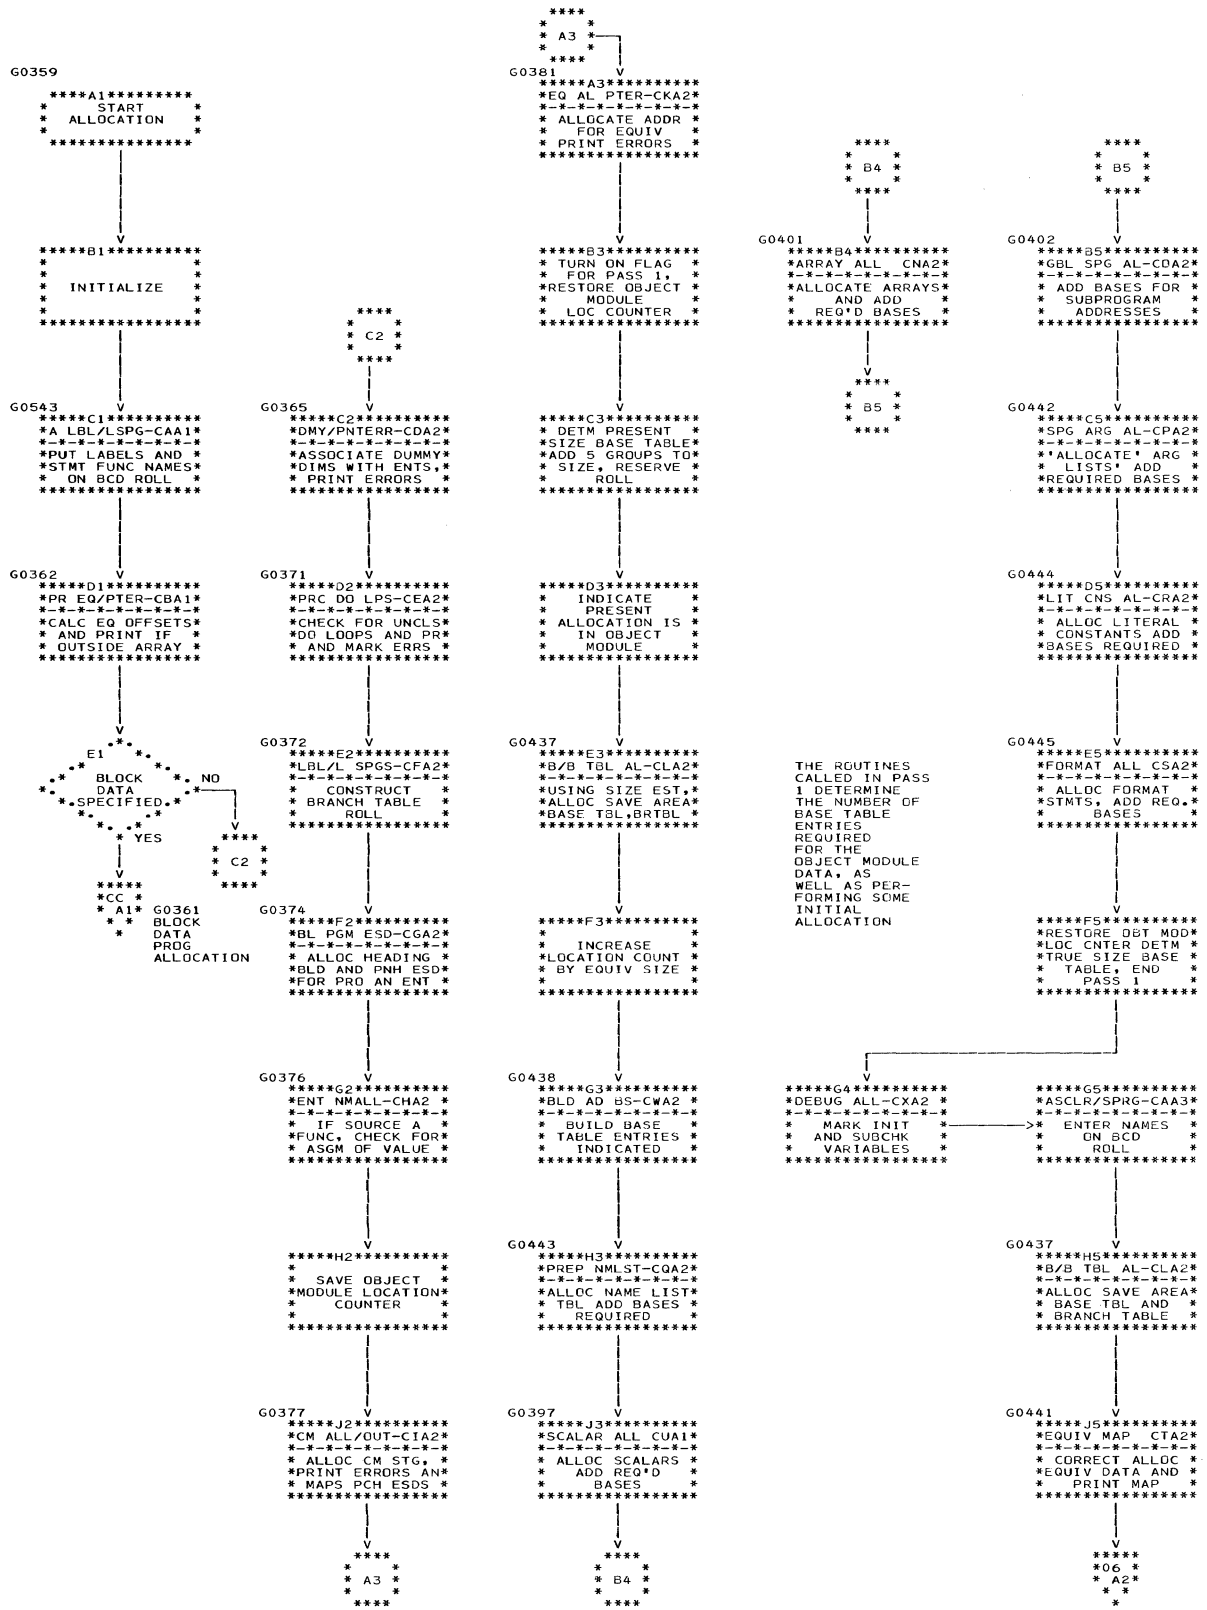 G0359
A1
START
ALLOCATION
B1
INITIALIZE
G0543
C1
A LBL/LSPG-CAA1
PUT LABELS AND
STMT FUNC NAMES
ON BCD ROLL
G0362
D1
PR EQ/PTER-CBA1
CALC EQ OFFSETS
AND PRINT IF
OUTSIDE ARRAY
E1
BLOCK
DATA
SPECIFIED.
NO
YES
C2
CC
A1
G0361
BLOCK
DATA
PROG
ALLOCATION
C2
G0365
C2
DMY/PNTERR-CDA2
ASSOCIATE DUMMY
DIMS WITH ENTS,
PRINT ERRORS
G0371
D2
PRC DO LPS-CEA2
CHECK FOR UNCLS
DO LOOPS AND PR
AND MARK ERRS
G0372
E2
LBL/L SPGS-CFA2
CONSTRUCT
BRANCH TABLE
ROLL
G0374
F2
BL PGM ESD-CGA2
ALLOC HEADING
BLD AND PNH ESD
FOR PRO AN ENT
G0376
G2
ENT NMALL-CHA2
IF SOURCE A
FUNC, CHECK FOR
ASGM OF VALUE
H2
SAVE OBJECT
MODULE LOCATION
COUNTER
G0377
J2
CM ALL/OUT-CIA2
ALLOC CM STG,
PRINT ERRORS AN
MAPS PCH ESDS
A3
A3
G0381
A3
EQ AL PTER-CKA2
ALLOCATE ADDR
FOR EQUIV
PRINT ERRORS
B3
TURN ON FLAG
FOR PASS 1,
RESTORE OBJECT
MODULE
LOC COUNTER
C3
DETM PRESENT
SIZE BASE TABLE
ADD 5 GROUPS TO
SIZE, RESERVE
ROLL
D3
INDICATE
PRESENT
ALLOCATION IS
IN OBJECT
MODULE
G0437
E3
B/B TBL AL-CLA2
USING SIZE EST,
ALLOC SAVE AREA
BASE TBL,BRTBL
F3
INCREASE
LOCATION COUNT
BY EQUIV SIZE
G0438
G3
BLD AD BS-CWA2
BUILD BASE
TABLE ENTRIES
INDICATED
G0443
H3
PREP NMLST-CQA2
ALLOC NAME LIST
TBL ADD BASES
REQUIRED
G0397
J3
SCALAR ALL CUA1
ALLOC SCALARS
ADD REQ'D
BASES
B4
B4
G0401
B4
ARRAY ALL CNA2
ALLOCATE ARRAYS
AND ADD
REQ'D BASES
B5
THE ROUTINES
CALLED IN PASS
1 DETERMINE
THE NUMBER OF
BASE TABLE
ENTRIES
REQUIRED
FOR THE
OBJECT MODULE
DATA, AS
WELL AS PER-
FORMING SOME
INITIAL
ALLOCATION
G4
DEBUG ALL-CXA2
MARK INIT
AND SUBCHK
VARIABLES
B5
G0402
B5
GBL SPG AL-COA2
ADD BASES FOR
SUBPROGRAM
ADDRESSES
G0442
C5
SPG ARG AL-CPA2
'ALLOCATE' ARG
LISTS' ADD
REQUIRED BASES
G0444
D5
LIT CNS AL-CRA2
ALLOC LITERAL
CONSTANTS ADD
BASES REQUIRED
G0445
E5
FORMAT ALL CSA2
ALLOC FORMAT
STMTS, ADD REQ.
BASES
F5
RESTORE OBT MOD
LOC CNTER DETM
TRUE SIZE BASE
TABLE, END
PASS 1
G5
ASCLR/SPRG-CAA3
ENTER NAMES
ON BCD
ROLL
G0437
H5
B/B TBL AL-CLA2
ALLOC SAVE AREA
BASE TBL AND
BRANCH TABLE
G0441
J5
EQUIV MAP CTA2
CORRECT ALLOC
EQUIV DATA AND
PRINT MAP
06
A2